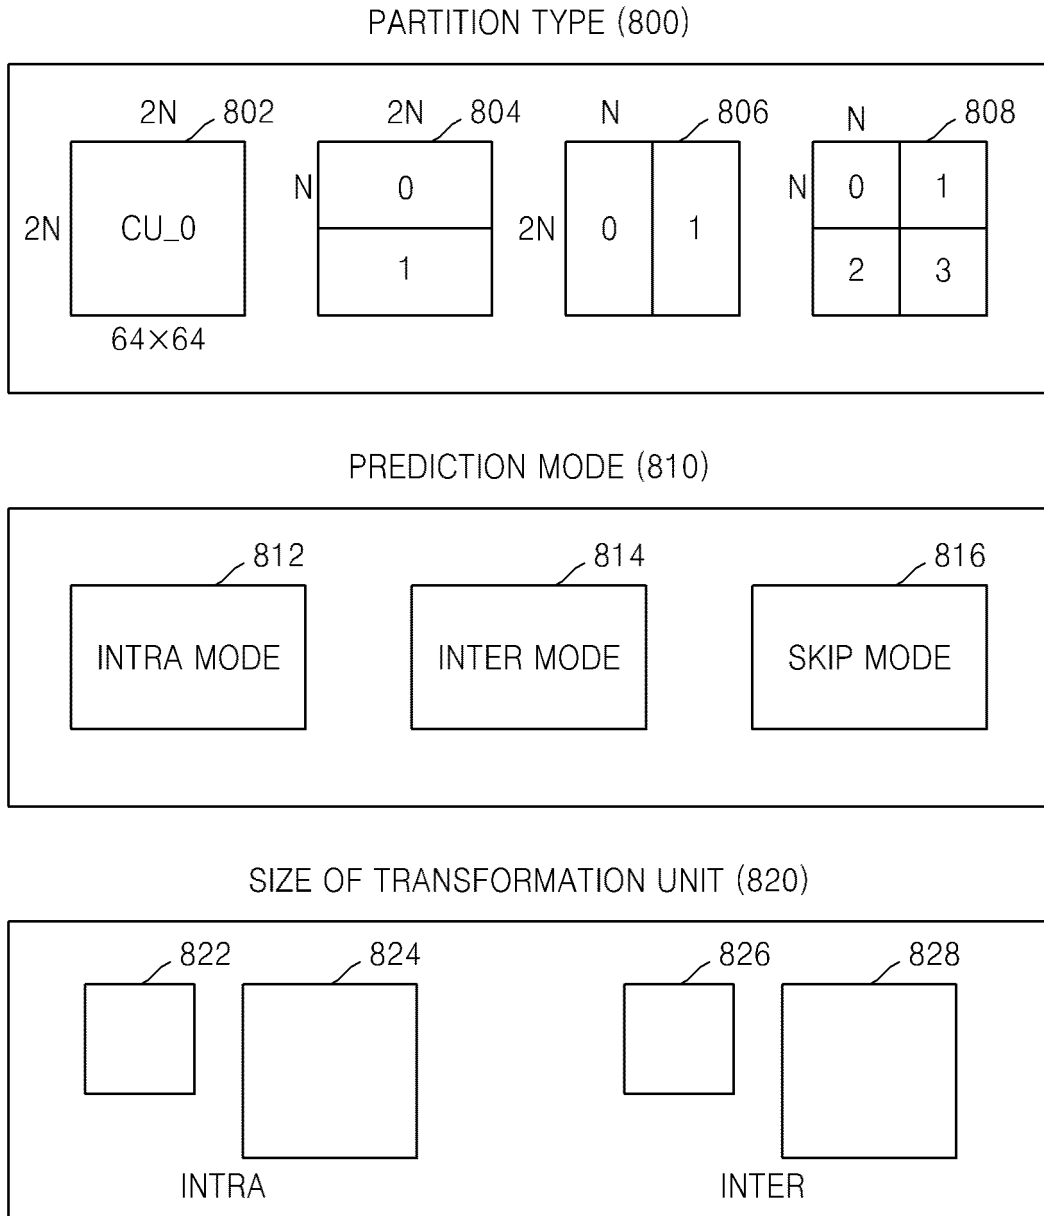 PARTITION TYPE (800)
2N 802 2N 804 N 806 N 808
2N CU_0 N 0 1 2N 0 1 N 0 1 2 3
64×64
PREDICTION MODE (810)
812 814 816
INTRA MODE INTER MODE SKIP MODE
SIZE OF TRANSFORMATION UNIT (820)
822 824 826 828
INTRA INTER